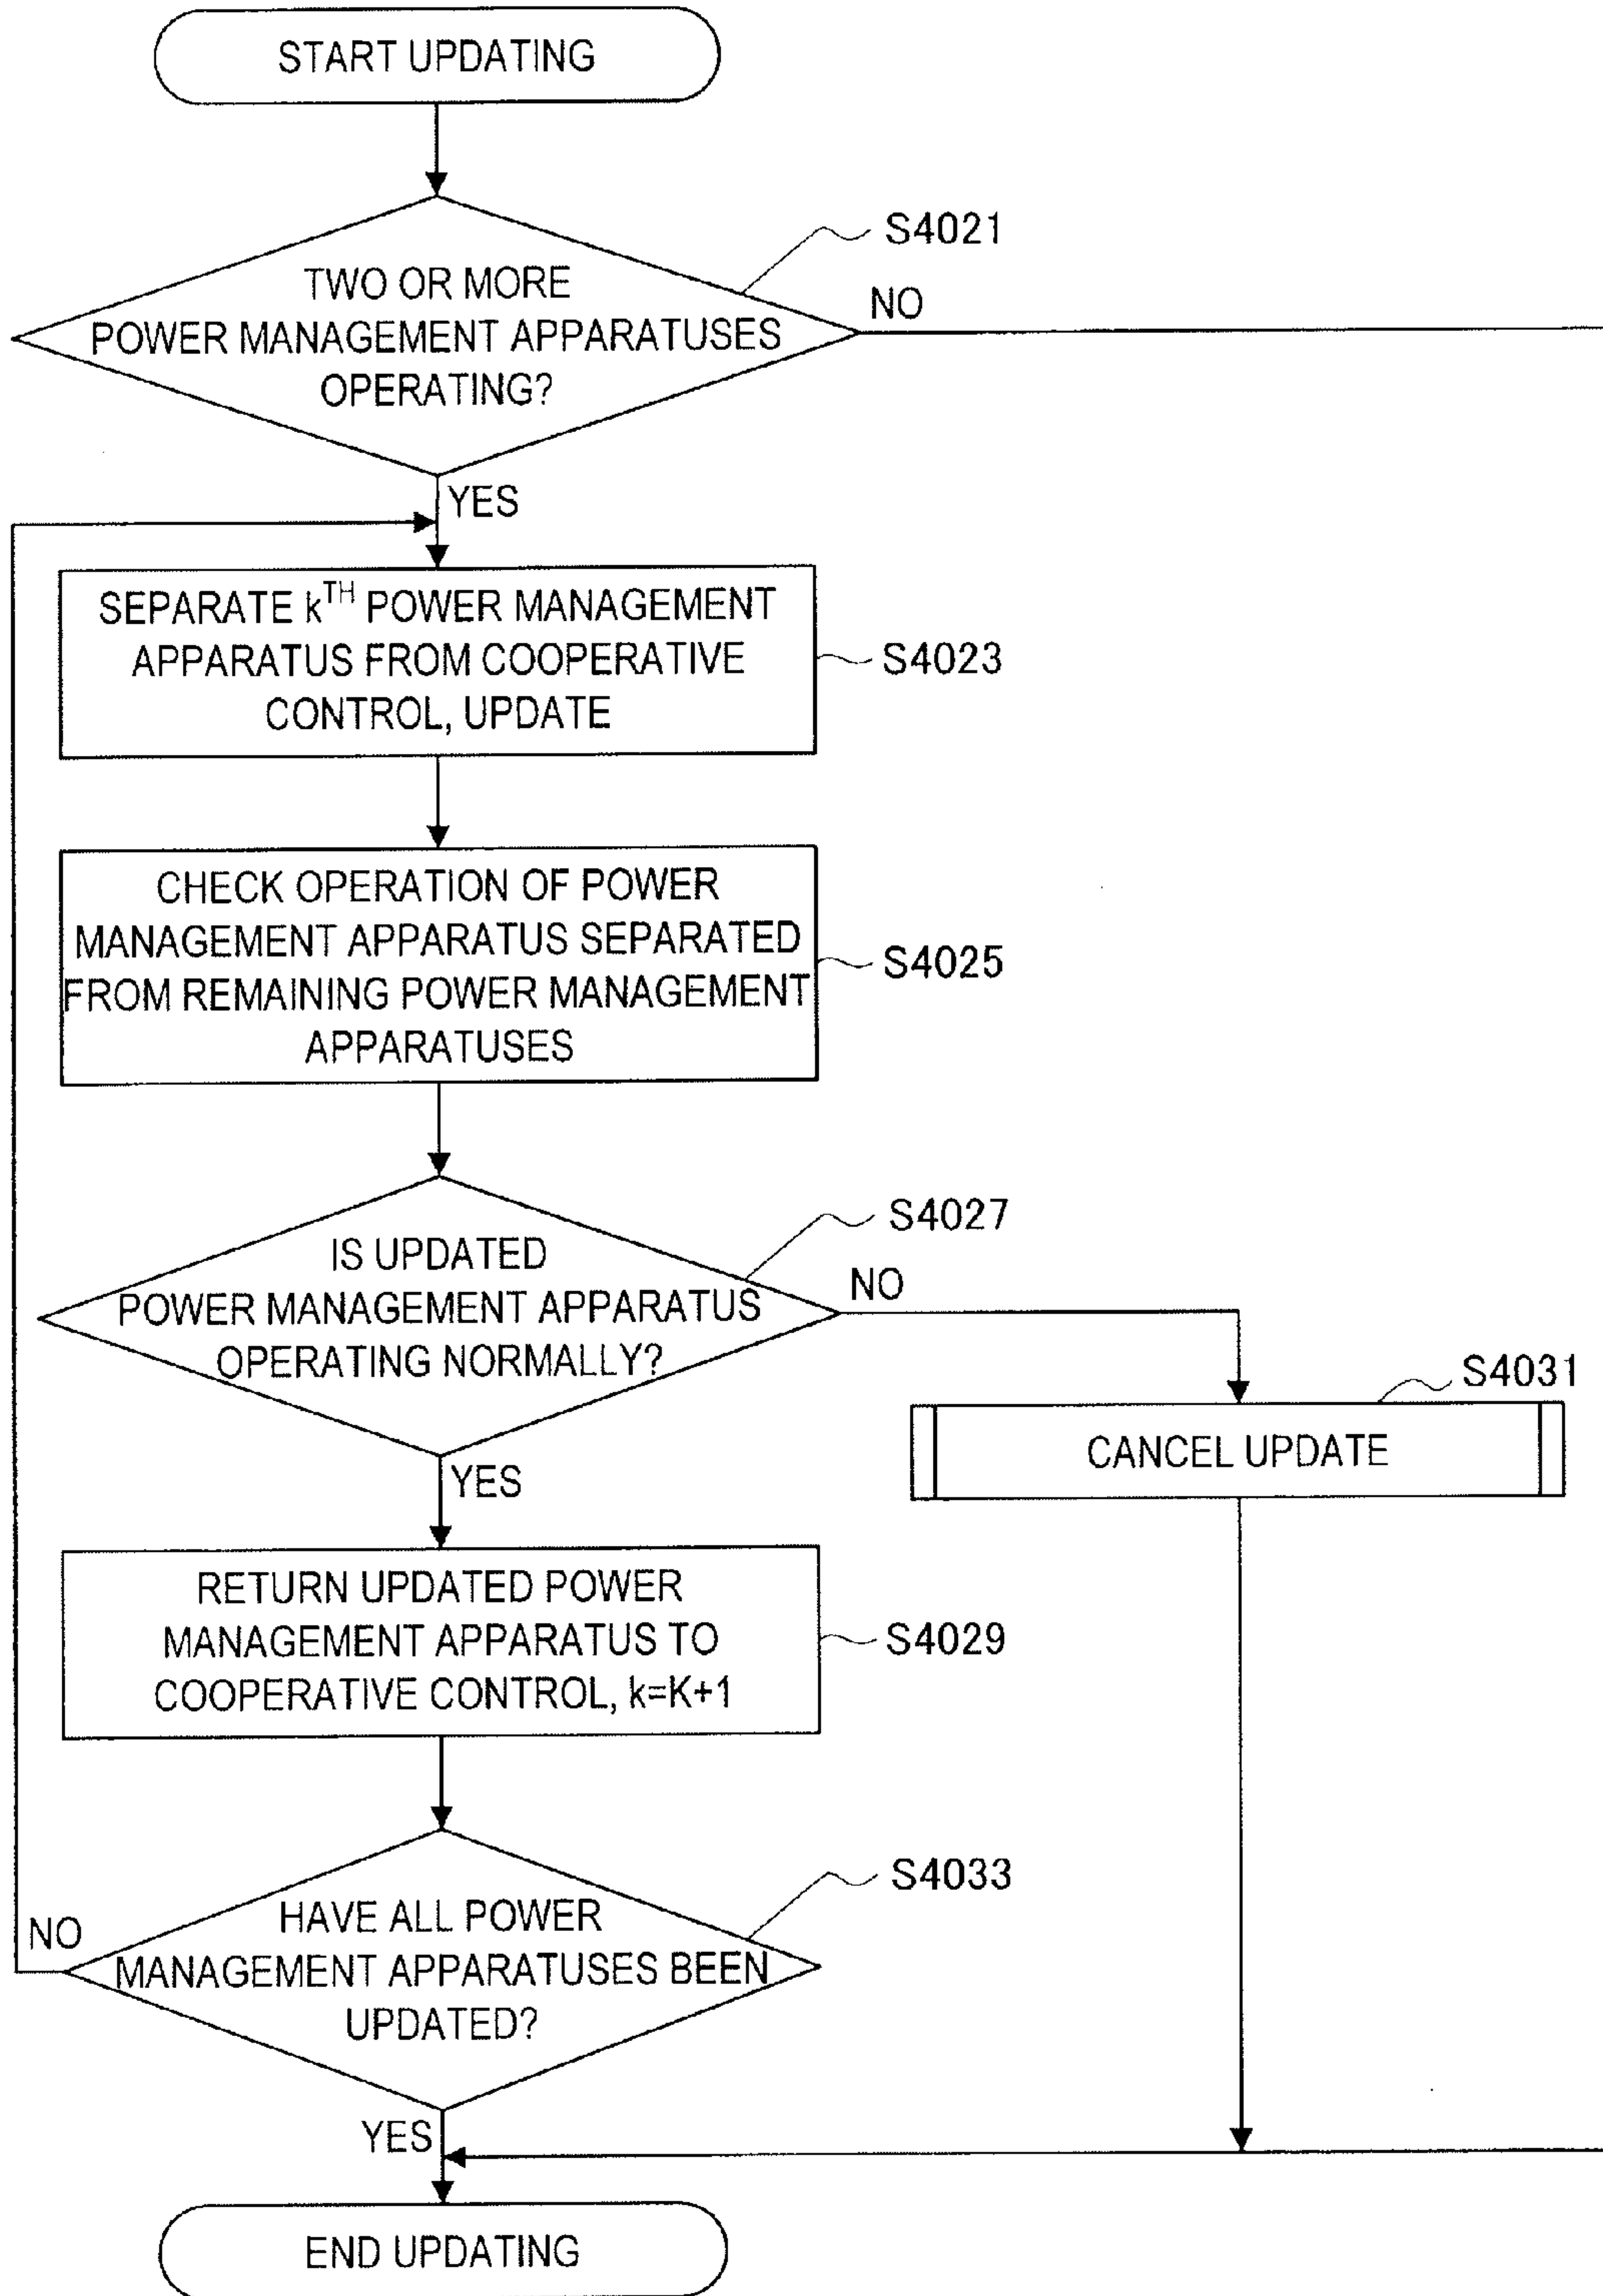 START UPDATING
S4021
TWO OR MORE
POWER MANAGEMENT APPARATUSES
OPERATING?
NO
YES
SEPARATE kTH POWER MANAGEMENT
APPARATUS FROM COOPERATIVE
CONTROL, UPDATE
S4023
CHECK OPERATION OF POWER
MANAGEMENT APPARATUS SEPARATED
FROM REMAINING POWER MANAGEMENT
APPARATUSES
S4025
S4027
IS UPDATED
POWER MANAGEMENT APPARATUS
OPERATING NORMALLY?
NO
S4031
CANCEL UPDATE
YES
RETURN UPDATED POWER
MANAGEMENT APPARATUS TO
COOPERATIVE CONTROL, k=K+1
S4029
S4033
HAVE ALL POWER
MANAGEMENT APPARATUSES BEEN
UPDATED?
NO
YES
END UPDATING